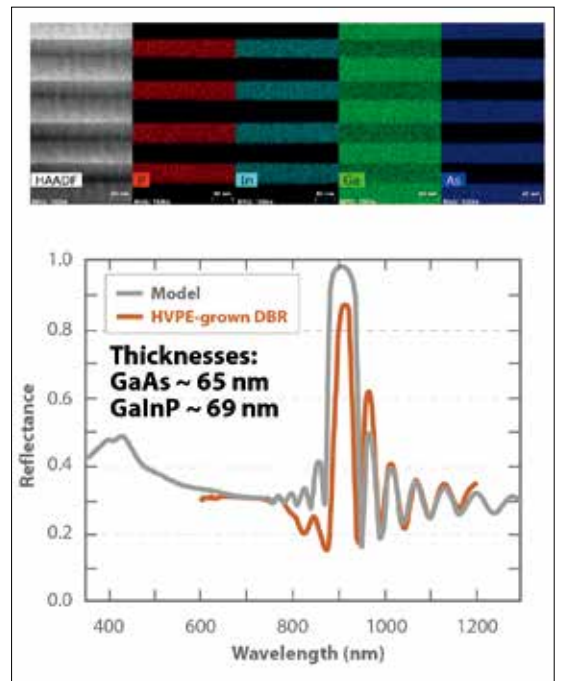 HAADF P In Ga As
1.0
0.8
0.6
0.4
0.2
0.0
Reflectance
Model
HVPE-grown DBR
Thicknesses:
GaAs ~ 65 nm
GaInP ~ 69 nm
400 600 800 1000 1200
Wavelength (nm)